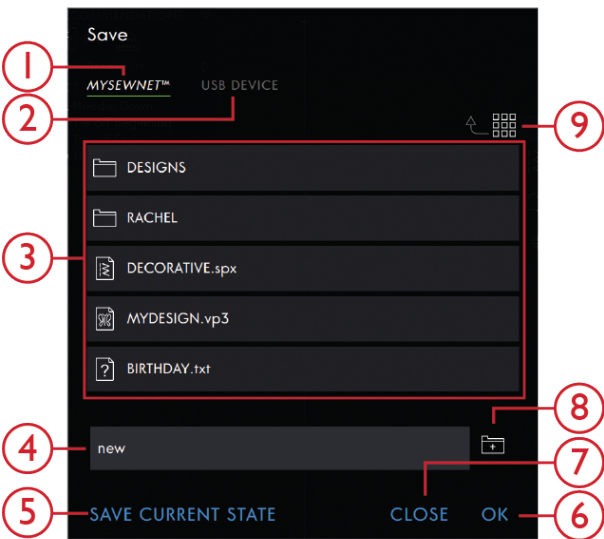 Save
1
MYSEWNET™ USB DEVICE
2
9
DESIGNS
RACHEL
3
DECORATIVE.spx
MYDESIGN.vp3
? BIRTHDAY.txt
8
4
new
7
5
SAVE CURRENT STATE CLOSE OK
6